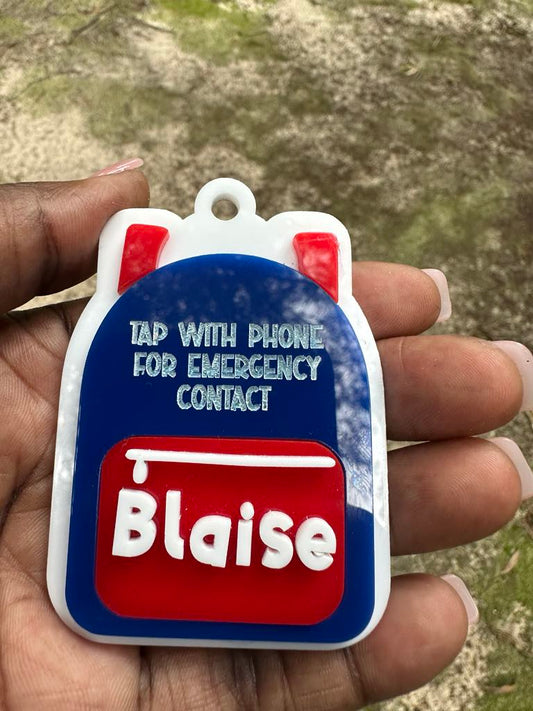 TAP WITH PHONE
FOR EMERGENCY
CONTACT
Blaise